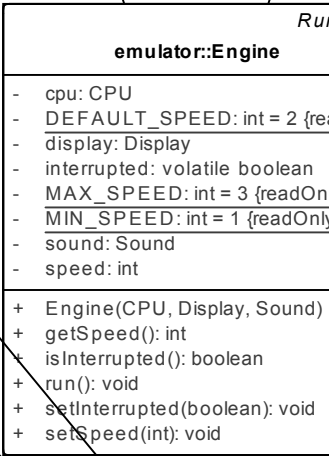 Run
emulator::Engine
- cpu: CPU
- DEFAULT_SPEED: int = 2 {rea
- display: Display
- interrupted: volatile boolean
- MAX_SPEED: int = 3 {readOn
- MIN_SPEED: int = 1 {readOnly
- sound: Sound
- speed: int
+ Engine(CPU, Display, Sound)
+ getSpeed(): int
+ isInterrupted(): boolean
+ run(): void
+ setInterrupted(boolean): void
+ setSpeed(int): void